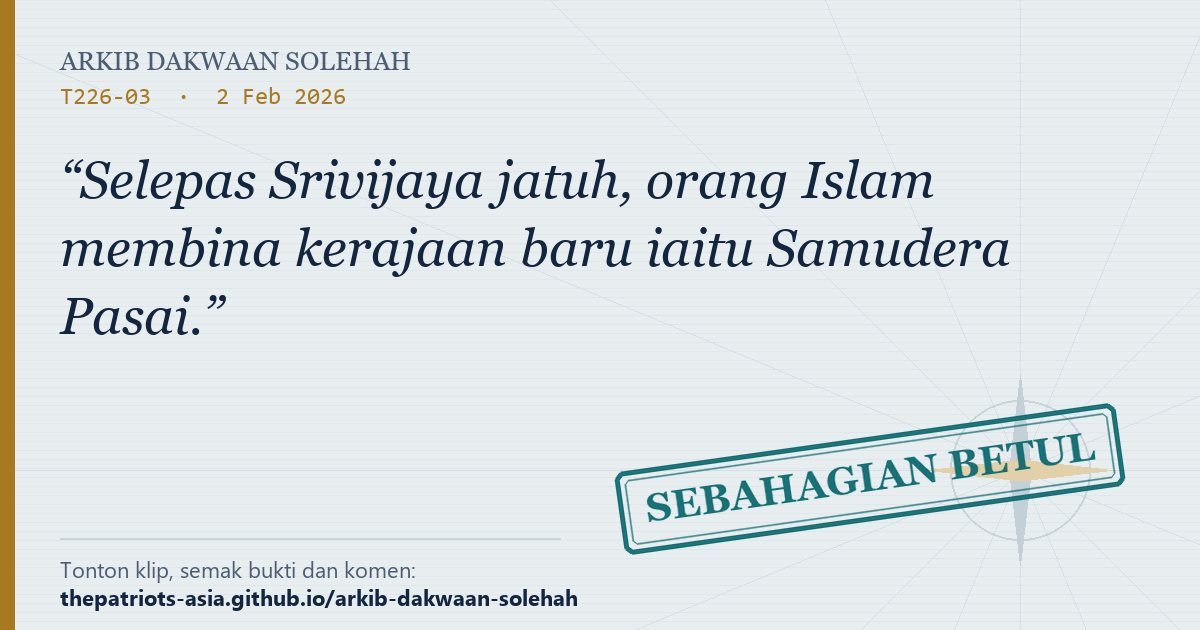 ARKIB DAKWAAN SOLEHAH
T226-03 · 2 Feb 2026
“Selepas Srivijaya jatuh, orang Islam
membina kerajaan baru iaitu Samudera
Pasai.”
SEBAHAGIAN BETUL
Tonton klip, semak bukti dan komen:
thepatriots-asia.github.io/arkib-dakwaan-solehah